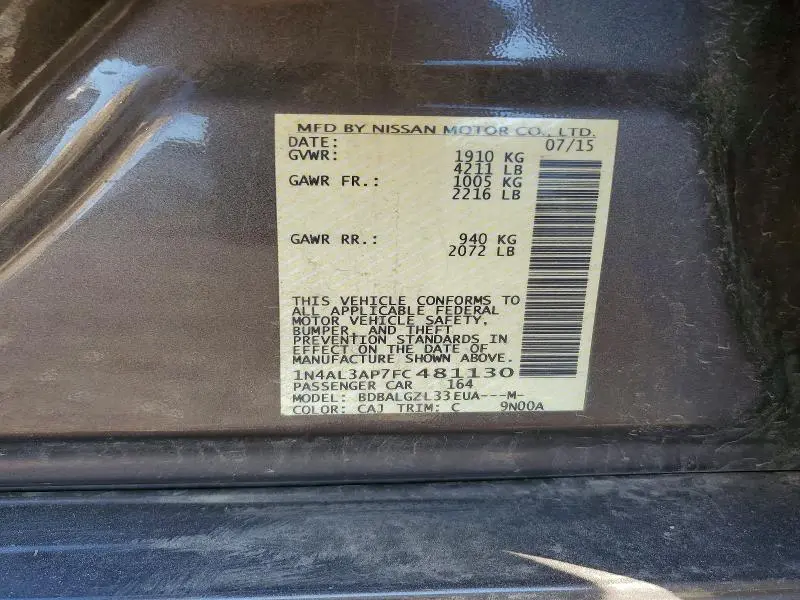 MFD BY NISSAN MOTOR CO., LTD.
DATE: 07/15
GVWR: 1910 KG
4211 LB
GAWR FR.: 1005 KG
2216 LB
GAWR RR.: 940 KG
2072 LB
THIS VEHICLE CONFORMS TO
ALL APPLICABLE FEDERAL
MOTOR VEHICLE SAFETY,
BUMPER, AND THEFT
PREVENTION STANDARDS IN
EFFECT ON THE DATE OF
MANUFACTURE SHOWN ABOVE.
1N4AL3AP7FC481130
PASSENGER CAR 164
MODEL: BDBALGZL33EUA---M-
COLOR: CAJ TRIM: C 9N00A